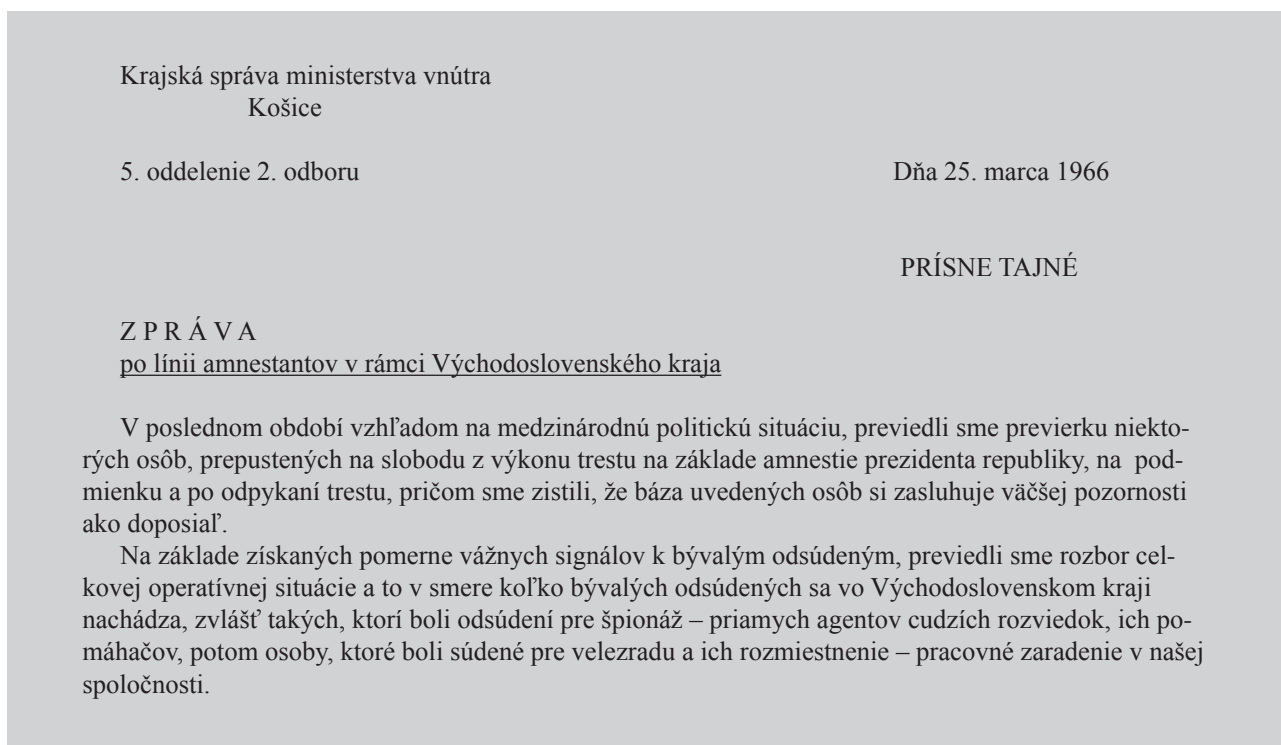 Krajská správa ministerstva vnútra
Košice
5. oddelenie 2. odboru Dňa 25. marca 1966
PRÍSNE TAJNÉ
Z P R Á V A
po línii amnestantov v rámci Východoslovenského kraja
V poslednom období vzhľadom na medzinárodnú politickú situáciu, previedli sme previerku niekto-
rých osôb, prepustených na slobodu z výkonu trestu na základe amnestie prezidenta republiky, na pod-
mienku a po odpykaní trestu, pričom sme zistili, že báza uvedených osôb si zasluhuje väčšej pozornosti
ako doposiaľ.
Na základe získaných pomerne vážnych signálov k bývalým odsúdeným, previedli sme rozbor cel-
kovej operatívnej situácie a to v smere koľko bývalých odsúdených sa vo Východoslovenskom kraji
nachádza, zvlášť takých, ktorí boli odsúdení pre špionáž – priamych agentov cudzích rozviedok, ich po-
máhačov, potom osoby, ktoré boli súdené pre velezradu a ich rozmiestnenie – pracovné zaradenie v našej
spoločnosti.